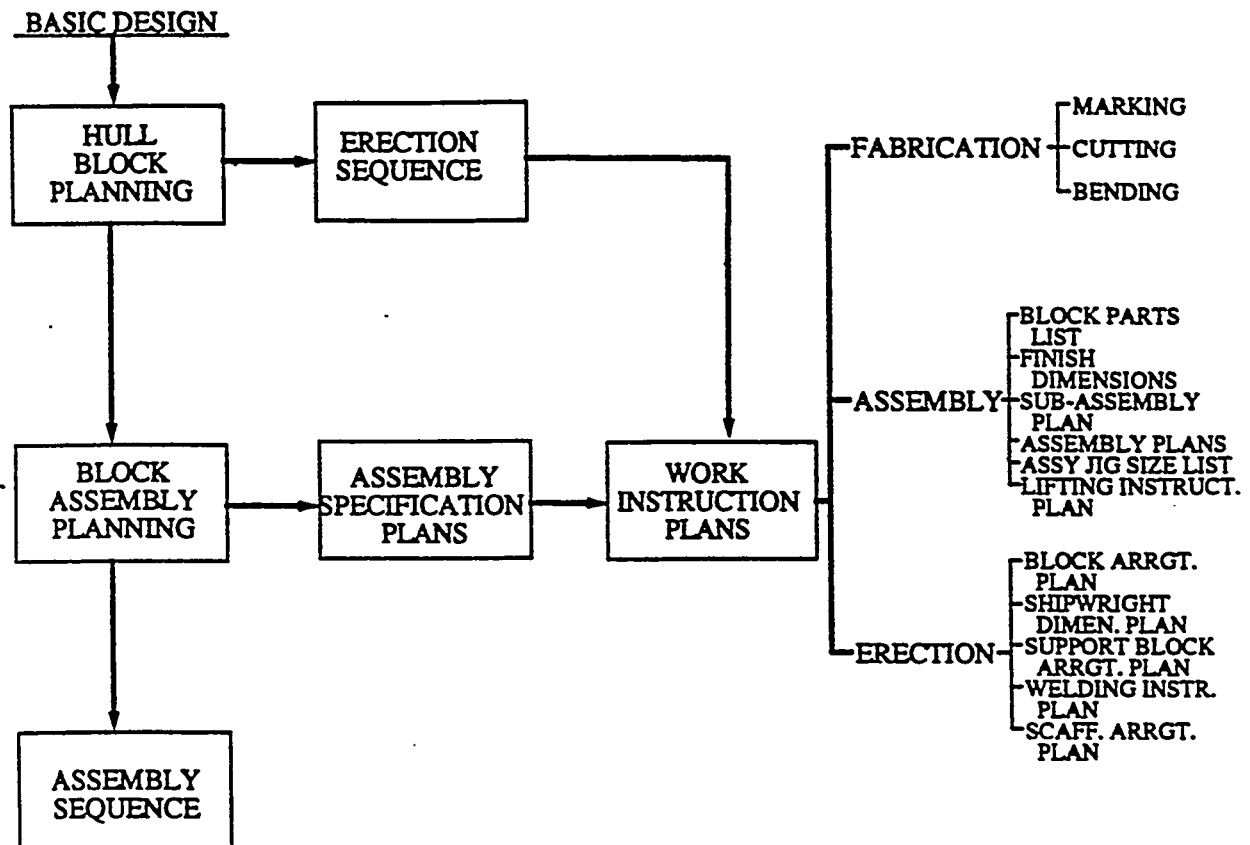 BASIC DESIGN
HULL
BLOCK
PLANNING
ERECTION
SEQUENCE
BLOCK
ASSEMBLY
PLANNING
ASSEMBLY
SPECIFICATION
PLANS
WORK
INSTRUCTION
PLANS
ASSEMBLY
SEQUENCE
FABRICATION
MARKING
CUTTING
BENDING
ASSEMBLY
BLOCK PARTS
LIST
FINISH
DIMENSIONS
SUB-ASSEMBLY
PLAN
ASSEMBLY PLANS
ASSY JIG SIZE LIST
LIFTING INSTRUCT.
PLAN
ERECTION
BLOCK ARRGT.
PLAN
SHIPWRIGHT
DIMEN. PLAN
SUPPORT BLOCK
ARRGT. PLAN
WELDING INSTR.
PLAN
SCAFF. ARRGT.
PLAN